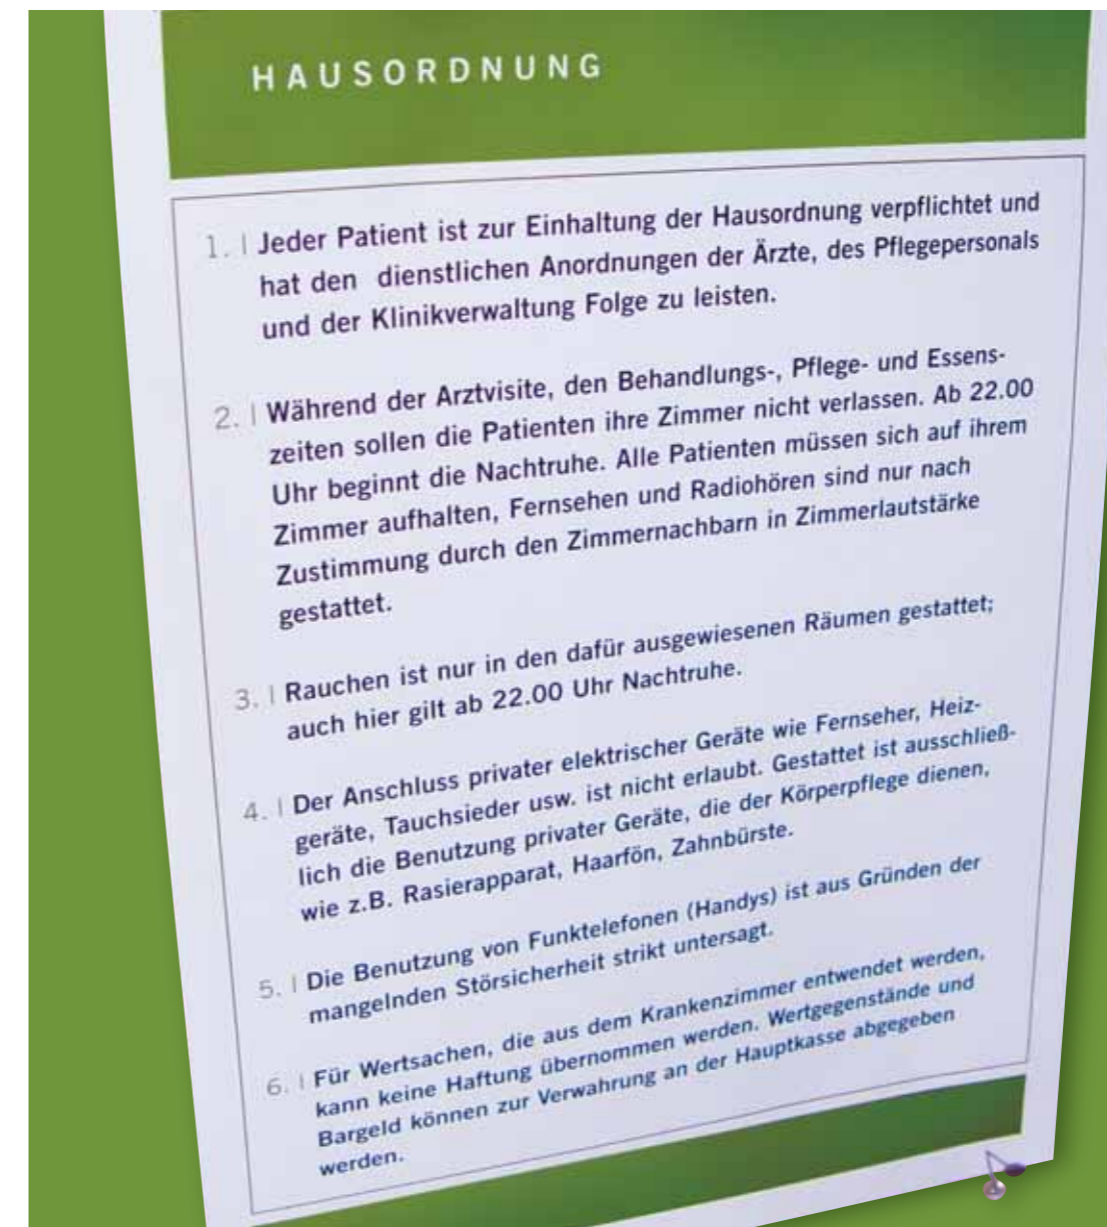 HAUSORDNUNG
1. | Jeder Patient ist zur Einhaltung der Hausordnung verpflichtet und
hat den dienstlichen Anordnungen der Ärzte, des Pflegepersonals
und der Klinikverwaltung Folge zu leisten.
2. | Während der Arztvisite, den Behandlungs-, Pflege- und Essens-
zeiten sollen die Patienten ihre Zimmer nicht verlassen. Ab 22.00
Uhr beginnt die Nachtruhe. Alle Patienten müssen sich auf ihrem
Zimmer aufhalten, Fernsehen und Radiohören sind nur nach
Zustimmung durch den Zimmernachbarn in Zimmerlautstärke
gestattet.
3. | Rauchen ist nur in den dafür ausgewiesenen Räumen gestattet;
auch hier gilt ab 22.00 Uhr Nachtruhe.
4. | Der Anschluss privater elektrischer Geräte wie Fernseher, Heiz-
geräte, Tauchsieder usw. ist nicht erlaubt. Gestattet ist ausschließ-
lich die Benutzung privater Geräte, die der Körperpflege dienen,
wie z.B. Rasierapparat, Haarfön, Zahnbürste.
5. | Die Benutzung von Funktelefonen (Handys) ist aus Gründen der
mangelnden Störsicherheit strikt untersagt.
6. | Für Wertsachen, die aus dem Krankenzimmer entwendet werden,
kann keine Haftung übernommen werden. Wertgegenstände und
Bargeld können zur Verwahrung an der Hauptkasse abgegeben
werden.